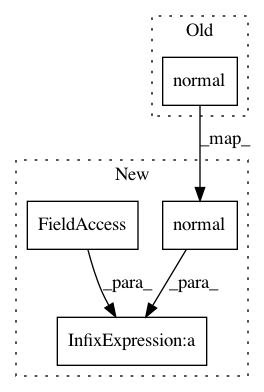 Old
normal
_map_
New
FieldAccess
normal
_para_
_para_
InfixExpression:a